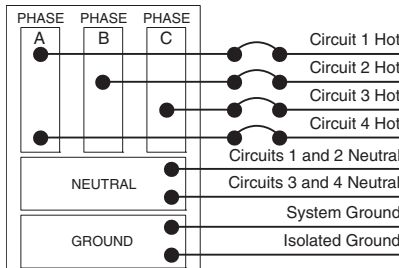 PHASE PHASE PHASE
A B C
Circuit 1 Hot
Circuit 2 Hot
Circuit 3 Hot
Circuit 4 Hot
Circuits 1 and 2 Neutral
NEUTRAL
Circuits 3 and 4 Neutral
System Ground
GROUND
Isolated Ground